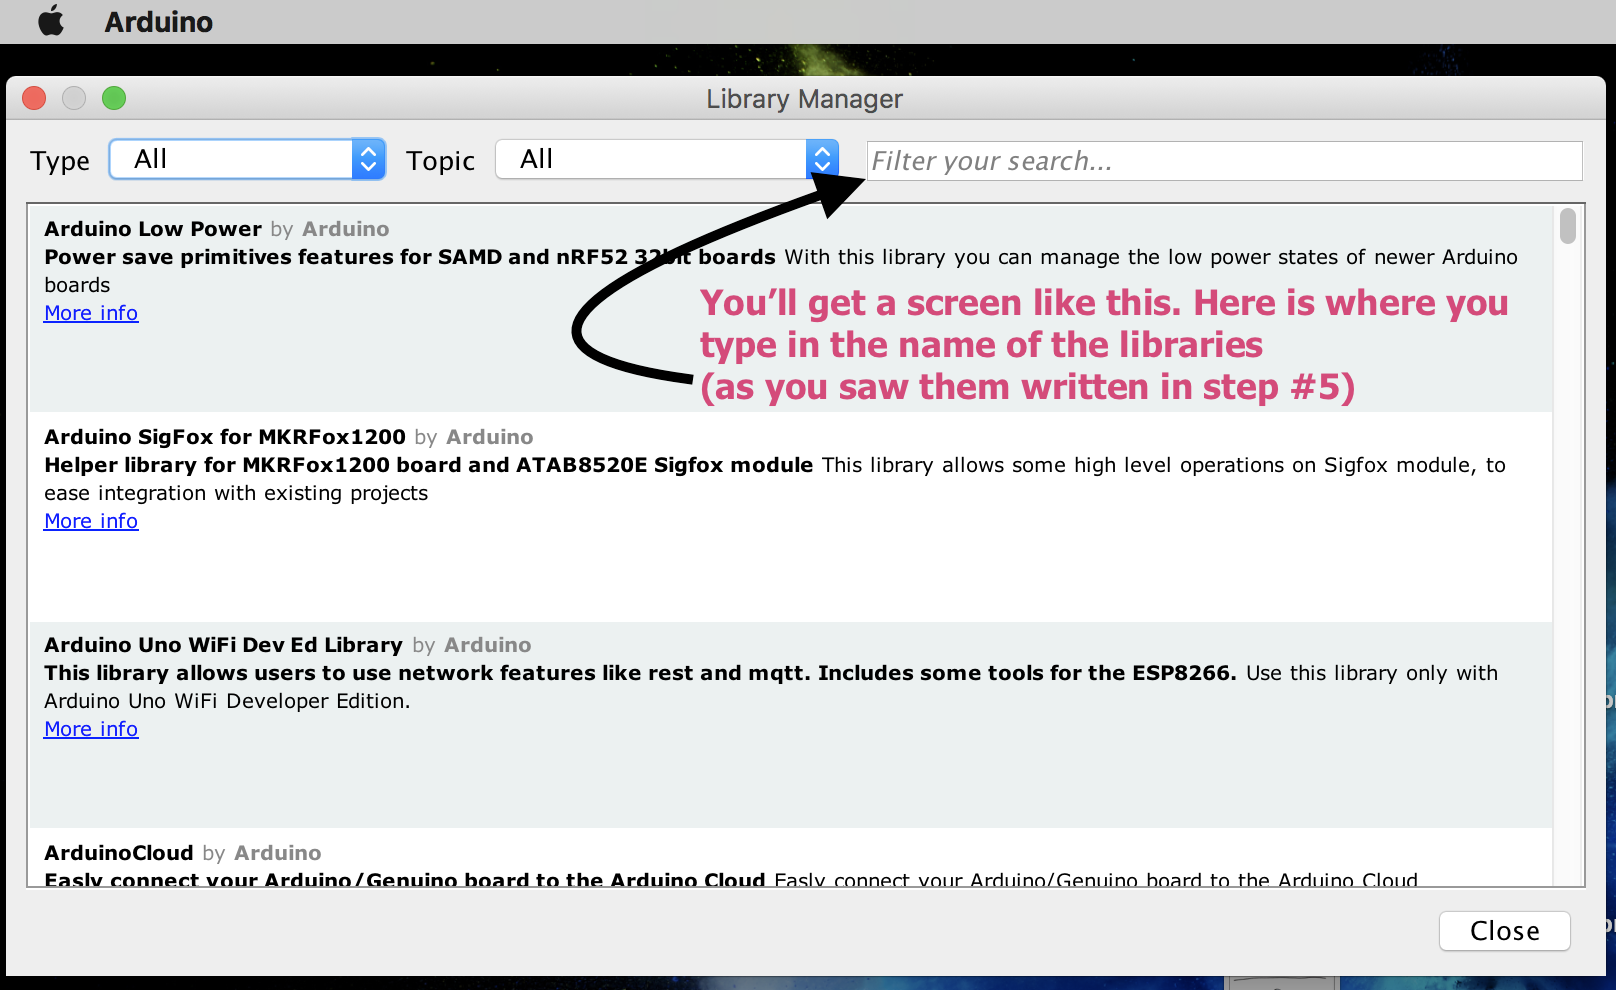 Arduino
Library Manager
Type All Topic All Filter your search...
Arduino Low Power by Arduino
Power save primitives features for SAMD and nRF52 32bit boards With this library you can manage the low power states of newer Arduino
boards
More info
You'll get a screen like this. Here is where you
type in the name of the libraries
(as you saw them written in step #5)
Arduino SigFox for MKRFox1200 by Arduino
Helper library for MKRFox1200 board and ATAB8520E Sigfox module This library allows some high level operations on Sigfox module, to
ease integration with existing projects
More info
Arduino Uno WiFi Dev Ed Library by Arduino
This library allows users to use network features like rest and mqtt. Includes some tools for the ESP8266. Use this library only with
Arduino Uno WiFi Developer Edition.
More info
ArduinoCloud by Arduino
Easly connect your Arduino/Genuino board to the Arduino Cloud Easly connect your Arduino/Genuino board to the Arduino Cloud
Close